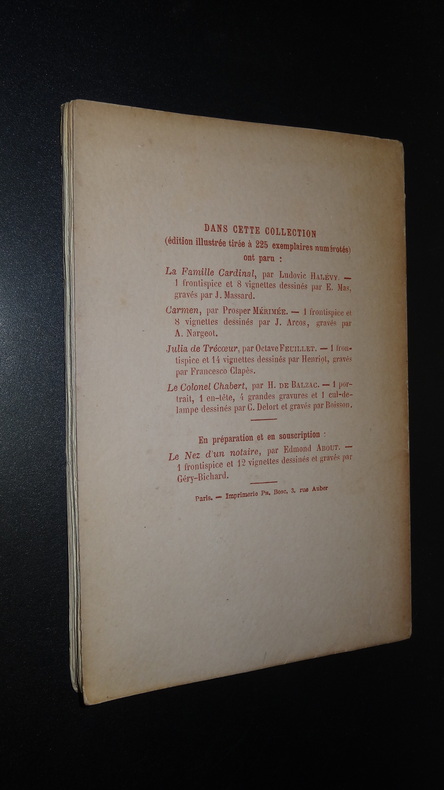 DANS CETTE COLLECTION
(édition illustrée tirée à 225 exemplaires numérotés)
ont paru :
La Famille Cardinal, par Ludovic HALÉVY. —
1 frontispice et 8 vignettes dessinés par E. Mas,
gravés par J. Massard.
Carmen, par Prosper MÉRIMÉE. — 1 frontispice et
8 vignettes dessinés par J. Arcos, gravés par
A. Nargeot.
Julia de Trécœur, par Octave FEUILLET. — 1 fron-
tispice et 14 vignettes dessinés par Henriot, gravés
par Francesco Clapès.
Le Colonel Chabert, par H. DE BALZAC. — 1 por-
trait, 1 en-tête, 4 grandes gravures et 1 cul-de-
lampe dessinés par C. Delort et gravés par Boisson.
En préparation et en souscription :
Le Nez d'un notaire, par Edmond ABOUT. —
1 frontispice et 12 vignettes dessinés et gravés par
Géry-Bichard.
Paris. — Imprimerie Ph. Bosc, 3, rue Auber